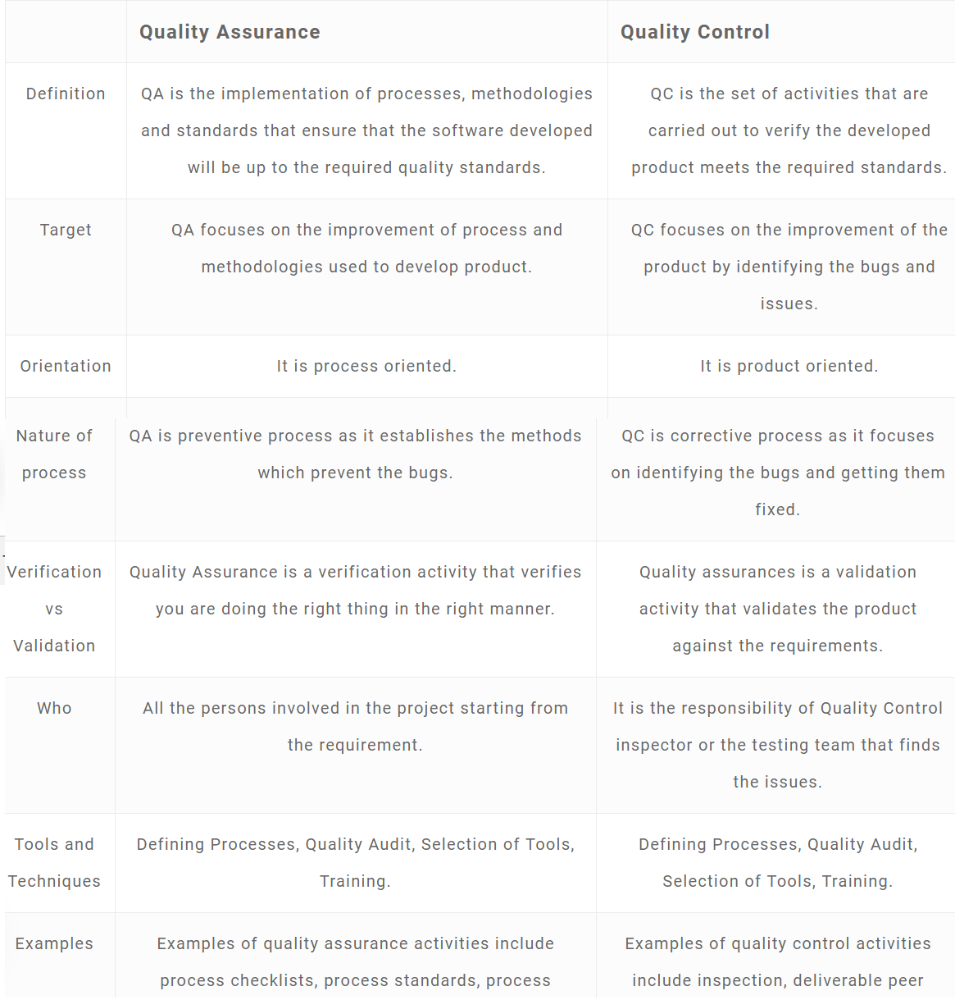 Quality Assurance
Quality Control
Definition
QA is the implementation of processes, methodologies
and standards that ensure that the software developed
will be up to the required quality standards.
QC is the set of activities that are
carried out to verify the developed
product meets the required standards.
Target
QA focuses on the improvement of process and
methodologies used to develop product.
QC focuses on the improvement of the
product by identifying the bugs and
issues.
Orientation
It is process oriented.
It is product oriented.
Nature of
process
QA is preventive process as it establishes the methods
which prevent the bugs.
QC is corrective process as it focuses
on identifying the bugs and getting them
fixed.
Verification
vs
Validation
Quality Assurance is a verification activity that verifies
you are doing the right thing in the right manner.
Quality assurances is a validation
activity that validates the product
against the requirements.
Who
All the persons involved in the project starting from
the requirement.
It is the responsibility of Quality Control
inspector or the testing team that finds
the issues.
Tools and
Techniques
Defining Processes, Quality Audit, Selection of Tools,
Training.
Defining Processes, Quality Audit,
Selection of Tools, Training.
Examples
Examples of quality assurance activities include
process checklists, process standards, process
Examples of quality control activities
include inspection, deliverable peer